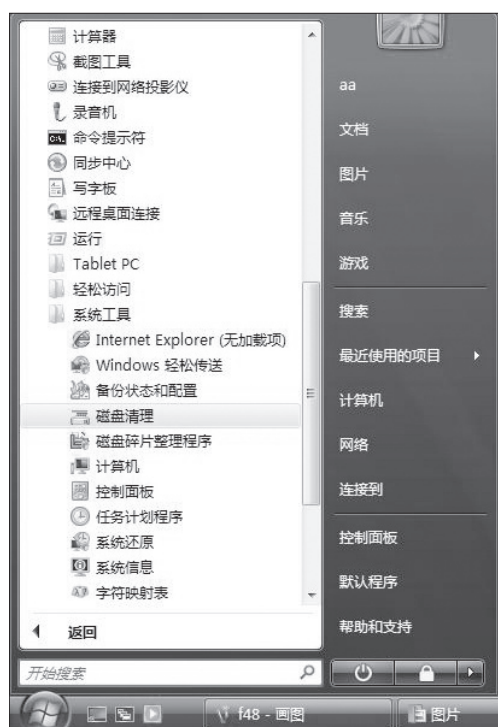 计算器
截图工具
连接到网络投影仪
录音机
命令提示符
同步中心
写字板
远程桌面连接
运行
Tablet PC
轻松访问
系统工具
Internet Explorer (无加载项)
Windows 轻松传送
备份状态和配置
磁盘清理
磁盘碎片整理程序
计算机
控制面板
任务计划程序
系统还原
系统信息
字符映射表
返回
开始搜索
aa
文档
图片
音乐
游戏
搜索
最近使用的项目
计算机
网络
连接到
控制面板
默认程序
帮助和支持
f48 - 画图
图片